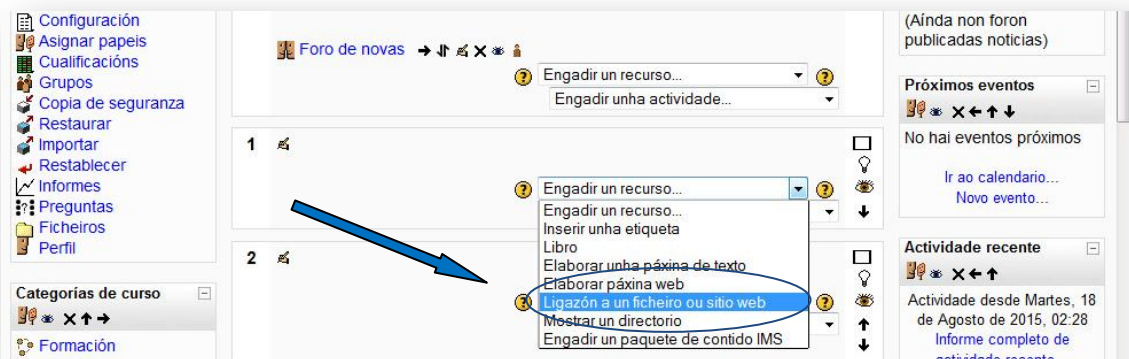 Configuración
Asignar papeis
Cualificacións
Grupos
Copia de seguranza
Restaurar
Importar
Restablecer
Informes
Preguntas
Ficheiros
Perfil
Categorías de curso
Formación
Foro de novas
Engadir un recurso...
Engadir unha actividade...
1
Engadir un recurso...
Engadir un recurso...
Inserir unha etiqueta
Libro
Elaborar unha páxina de texto
Elaborar páxina web
Ligazón a un ficheiro ou sitio web
Mostrar un directorio
Engadir un paquete de contido IMS
2
(Aínda non foron
publicadas noticias)
Próximos eventos
No hai eventos próximos
Ir ao calendario...
Novo evento...
Actividade recente
Actividade desde Martes, 18
de Agosto de 2015, 02:28
Informe completo de
actividade recente